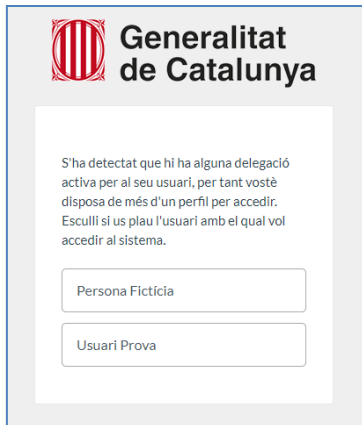 Generalitat
de Catalunya
S'ha detectat que hi ha alguna delegació
activa per al seu usuari, per tant vostè
disposa de més d'un perfil per accedir.
Esculli si us plau l'usuari amb el qual vol
accedir al sistema.
Persona Fictícia
Usuari Prova